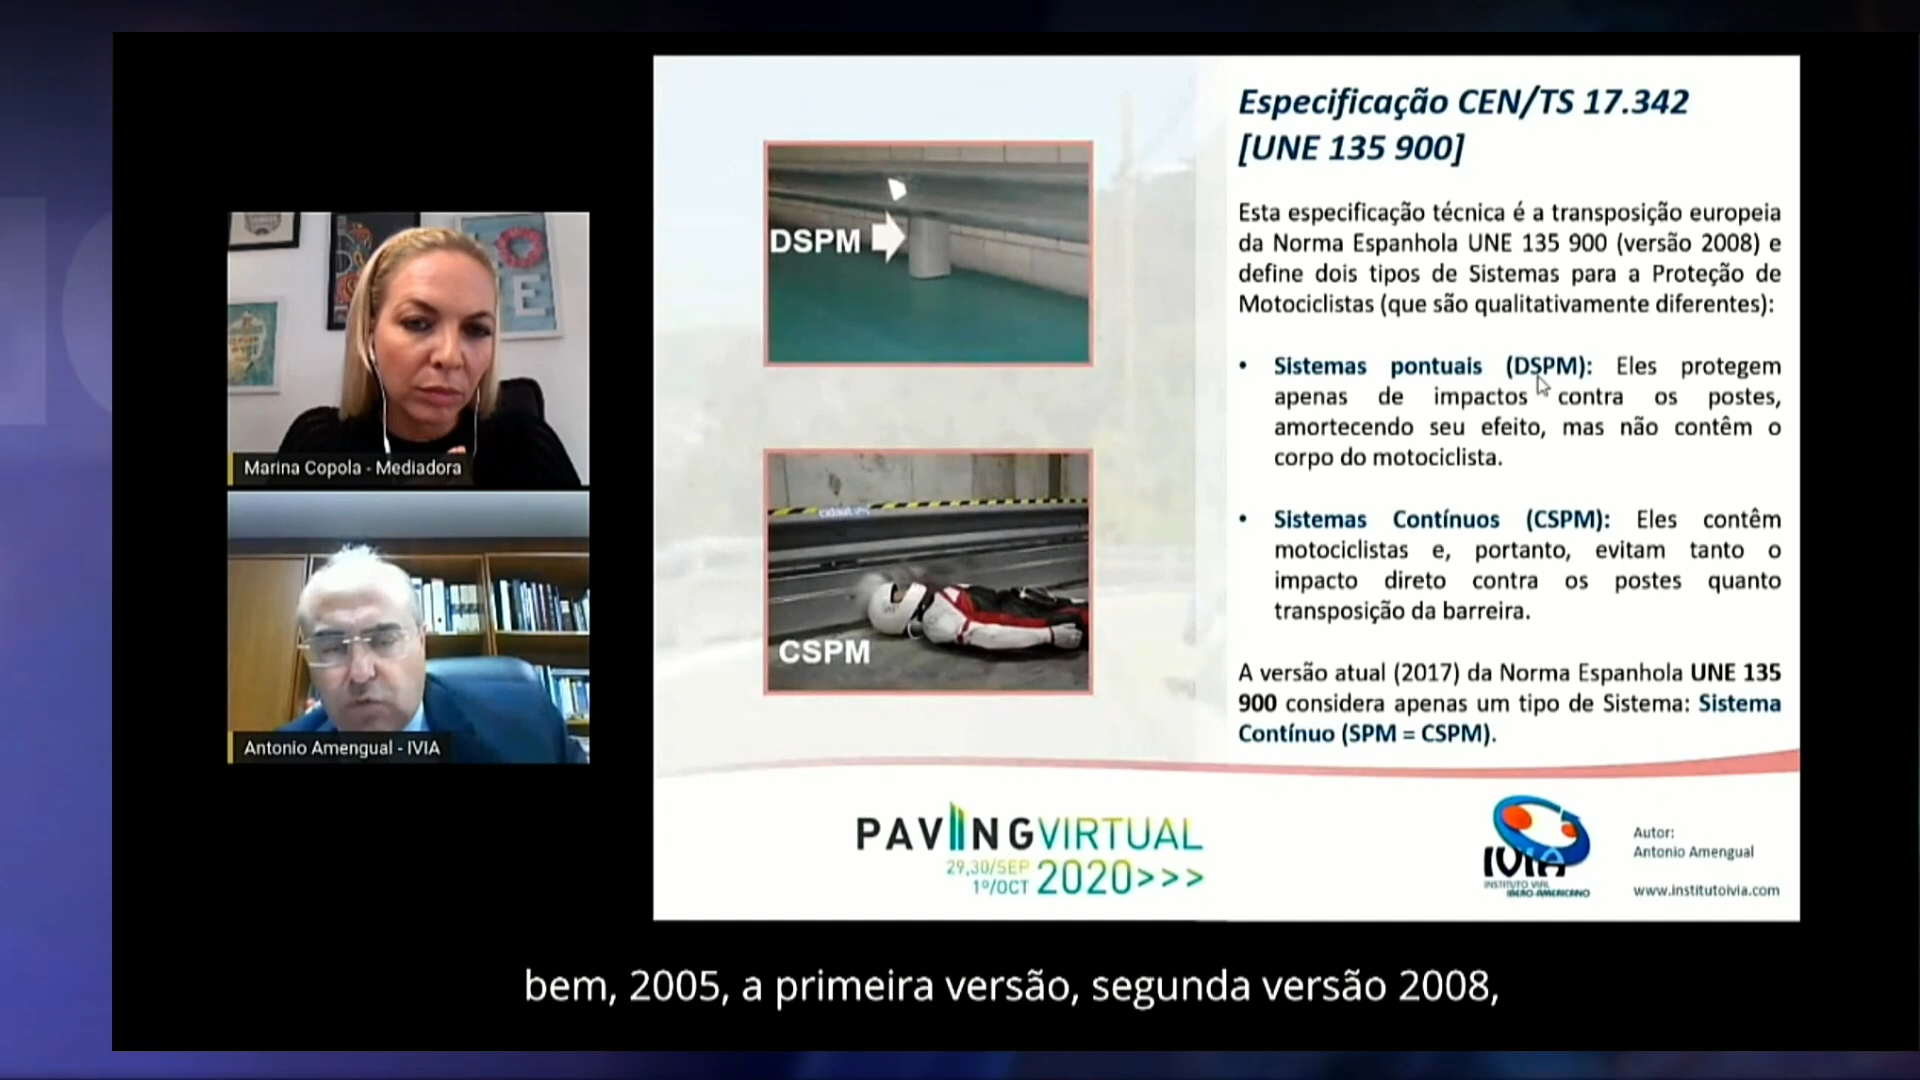 Marina Copola - Mediadora
Antonio Amengual - IVIA
DSPM
CSPM
Especificação CEN/TS 17.342
[UNE 135 900]
Esta especificação técnica é a transposição europeia
da Norma Espanhola UNE 135 900 (versão 2008) e
define dois tipos de Sistemas para a Proteção de
Motociclistas (que são qualitativamente diferentes):
• Sistemas pontuais (DSPM): Eles protegem
apenas de impactos contra os postes,
amortecendo seu efeito, mas não contêm o
corpo do motociclista.
• Sistemas Contínuos (CSPM): Eles contêm
motociclistas e, portanto, evitam tanto o
impacto direto contra os postes quanto
transposição da barreira.
A versão atual (2017) da Norma Espanhola UNE 135
900 considera apenas um tipo de Sistema: Sistema
Contínuo (SPM = CSPM).
PAVINGVIRTUAL
29,30/SEP
1º/OCT 2020>>>
IVIA
INSTITUTO VIAL
IBERO-AMERICANO
Autor:
Antonio Amengual
www.institutoivia.com
bem, 2005, a primeira versão, segunda versão 2008,